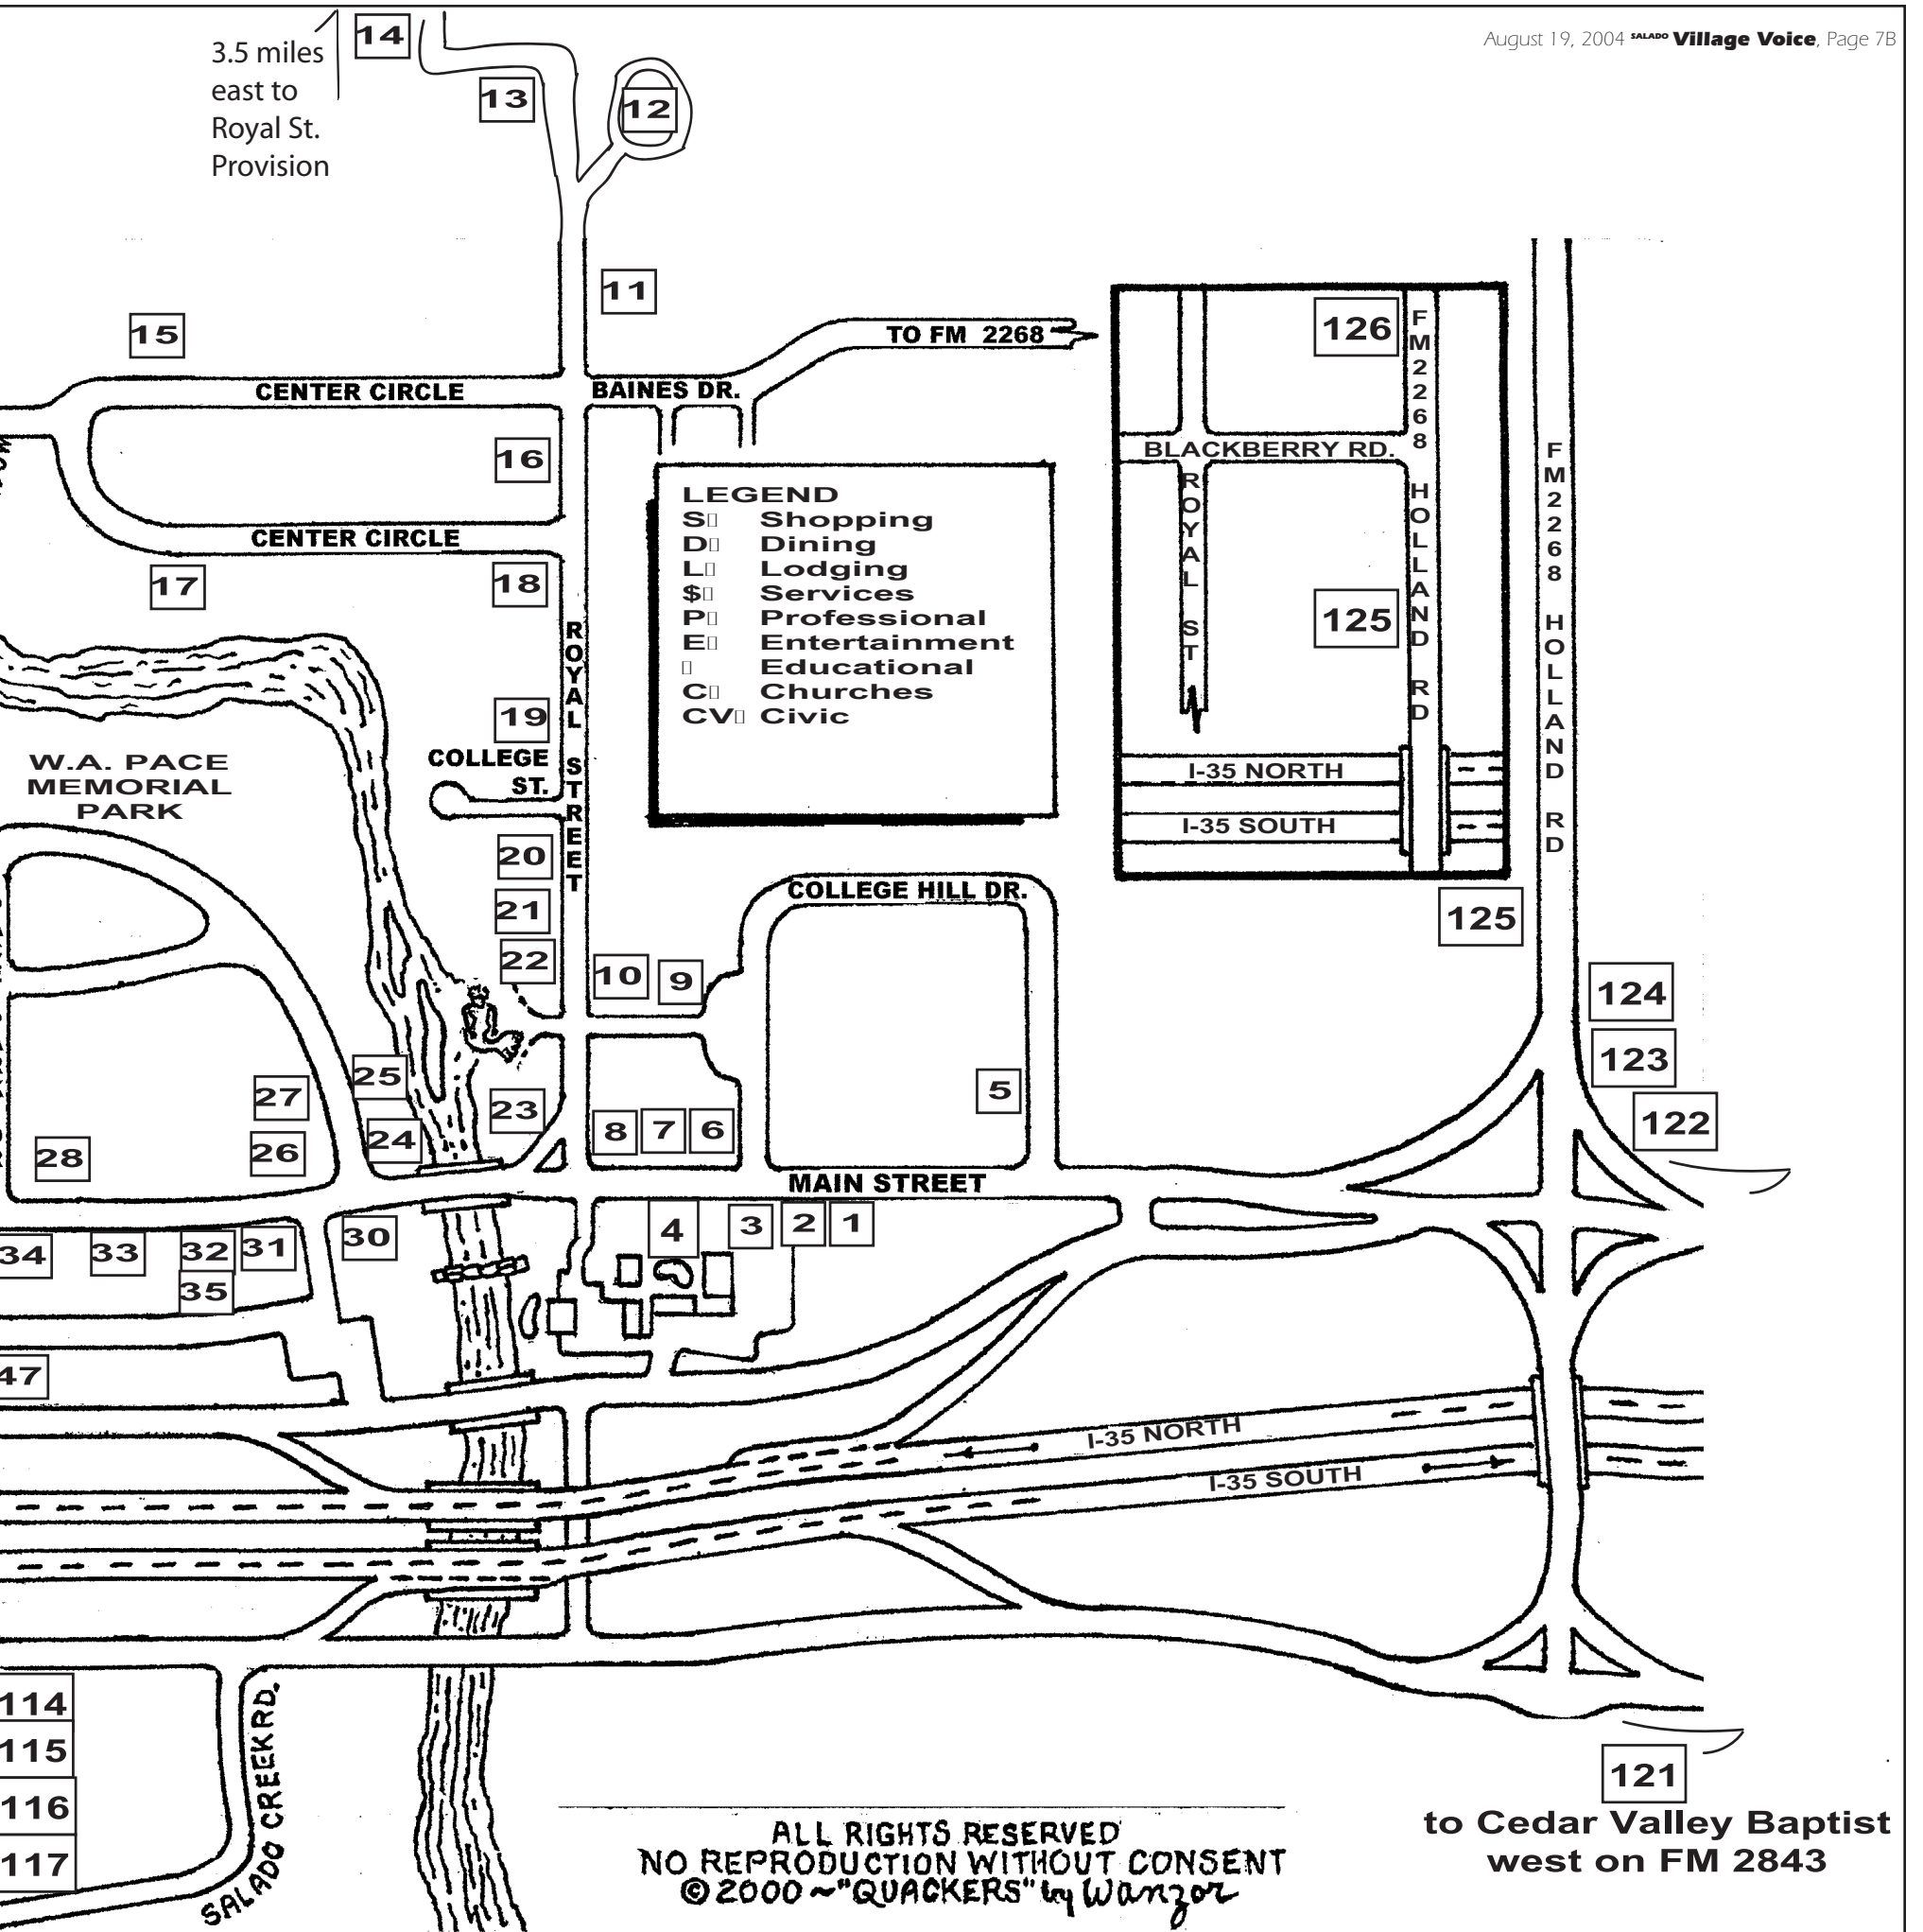 August 19, 2004 SALADO Village Voice, Page 7B
3.5 miles
east to
Royal St.
Provision
14
13
12
11
15
TO FM 2268
CENTER CIRCLE
BAINES DR.
16
CENTER CIRCLE
17
18
ROYAL STREET
LEGEND
S Shopping
D Dining
L Lodging
$ Services
P Professional
E Entertainment
Educational
C Churches
CV Civic
126
FM2268 HOLLAND RD
BLACKBERRY RD.
ROYAL ST
125
I-35 NORTH
I-35 SOUTH
FM2268 HOLLAND RD
19
COLLEGE
ST.
W.A. PACE
MEMORIAL
PARK
20
21
22
COLLEGE HILL DR.
10
9
125
124
123
122
25
27
23
5
8
7
6
24
26
28
MAIN STREET
4
3
2
1
30
31
32
33
34
35
47
I-35 NORTH
I-35 SOUTH
114
115
116
117
SALADO CREEK RD.
121
to Cedar Valley Baptist
west on FM 2843
ALL RIGHTS RESERVED
NO REPRODUCTION WITHOUT CONSENT
© 2000 ~ "QUACKERS" by Wanzor